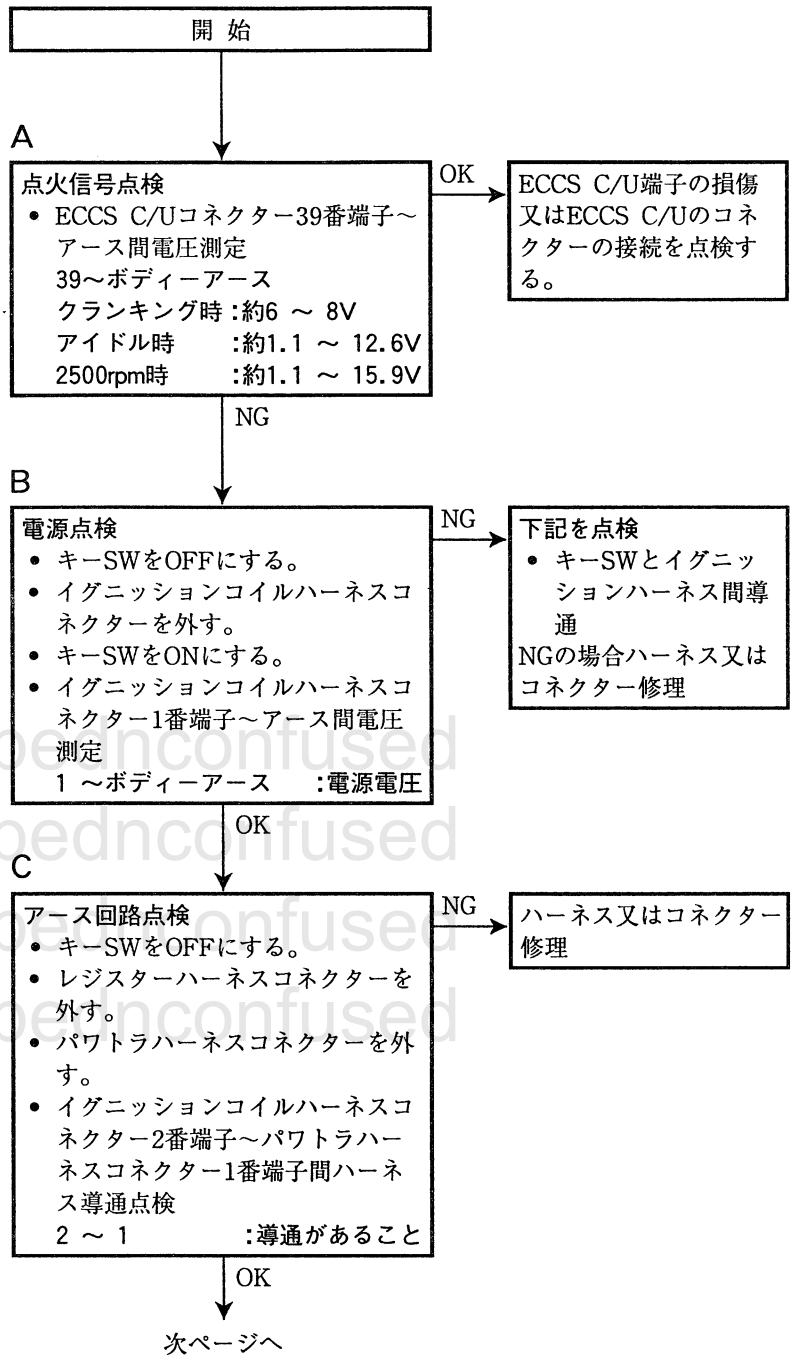 開 始
A
点火信号点検
• ECCS C/Uコネクター39番端子～
アース間電圧測定
39～ボディーアース
クランキング時:約6 ～ 8V
アイドル時 :約1.1 ～ 12.6V
2500rpm時 :約1.1 ～ 15.9V
OK
ECCS C/U端子の損傷
又はECCS C/Uのコネ
クターの接続を点検す
る。
NG
B
電源点検
• キーSWをOFFにする。
• イグニッションコイルハーネスコ
ネクターを外す。
• キーSWをONにする。
• イグニッションコイルハーネスコ
ネクター1番端子～アース間電圧
測定
1 ～ボディーアース :電源電圧
NG
下記を点検
• キーSWとイグニッ
ションハーネス間導
通
NGの場合ハーネス又は
コネクター修理
OK
C
アース回路点検
• キーSWをOFFにする。
• レジスターハーネスコネクターを
外す。
• パワトラハーネスコネクターを外
す。
• イグニッションコイルハーネスコ
ネクター2番端子～パワトラハー
ネスコネクター1番端子間ハーネ
ス導通点検
2 ～ 1 :導通があること
NG
ハーネス又はコネクター
修理
OK
次ページへ
pednconfused
pednconfused
pednconfused
pednconfused